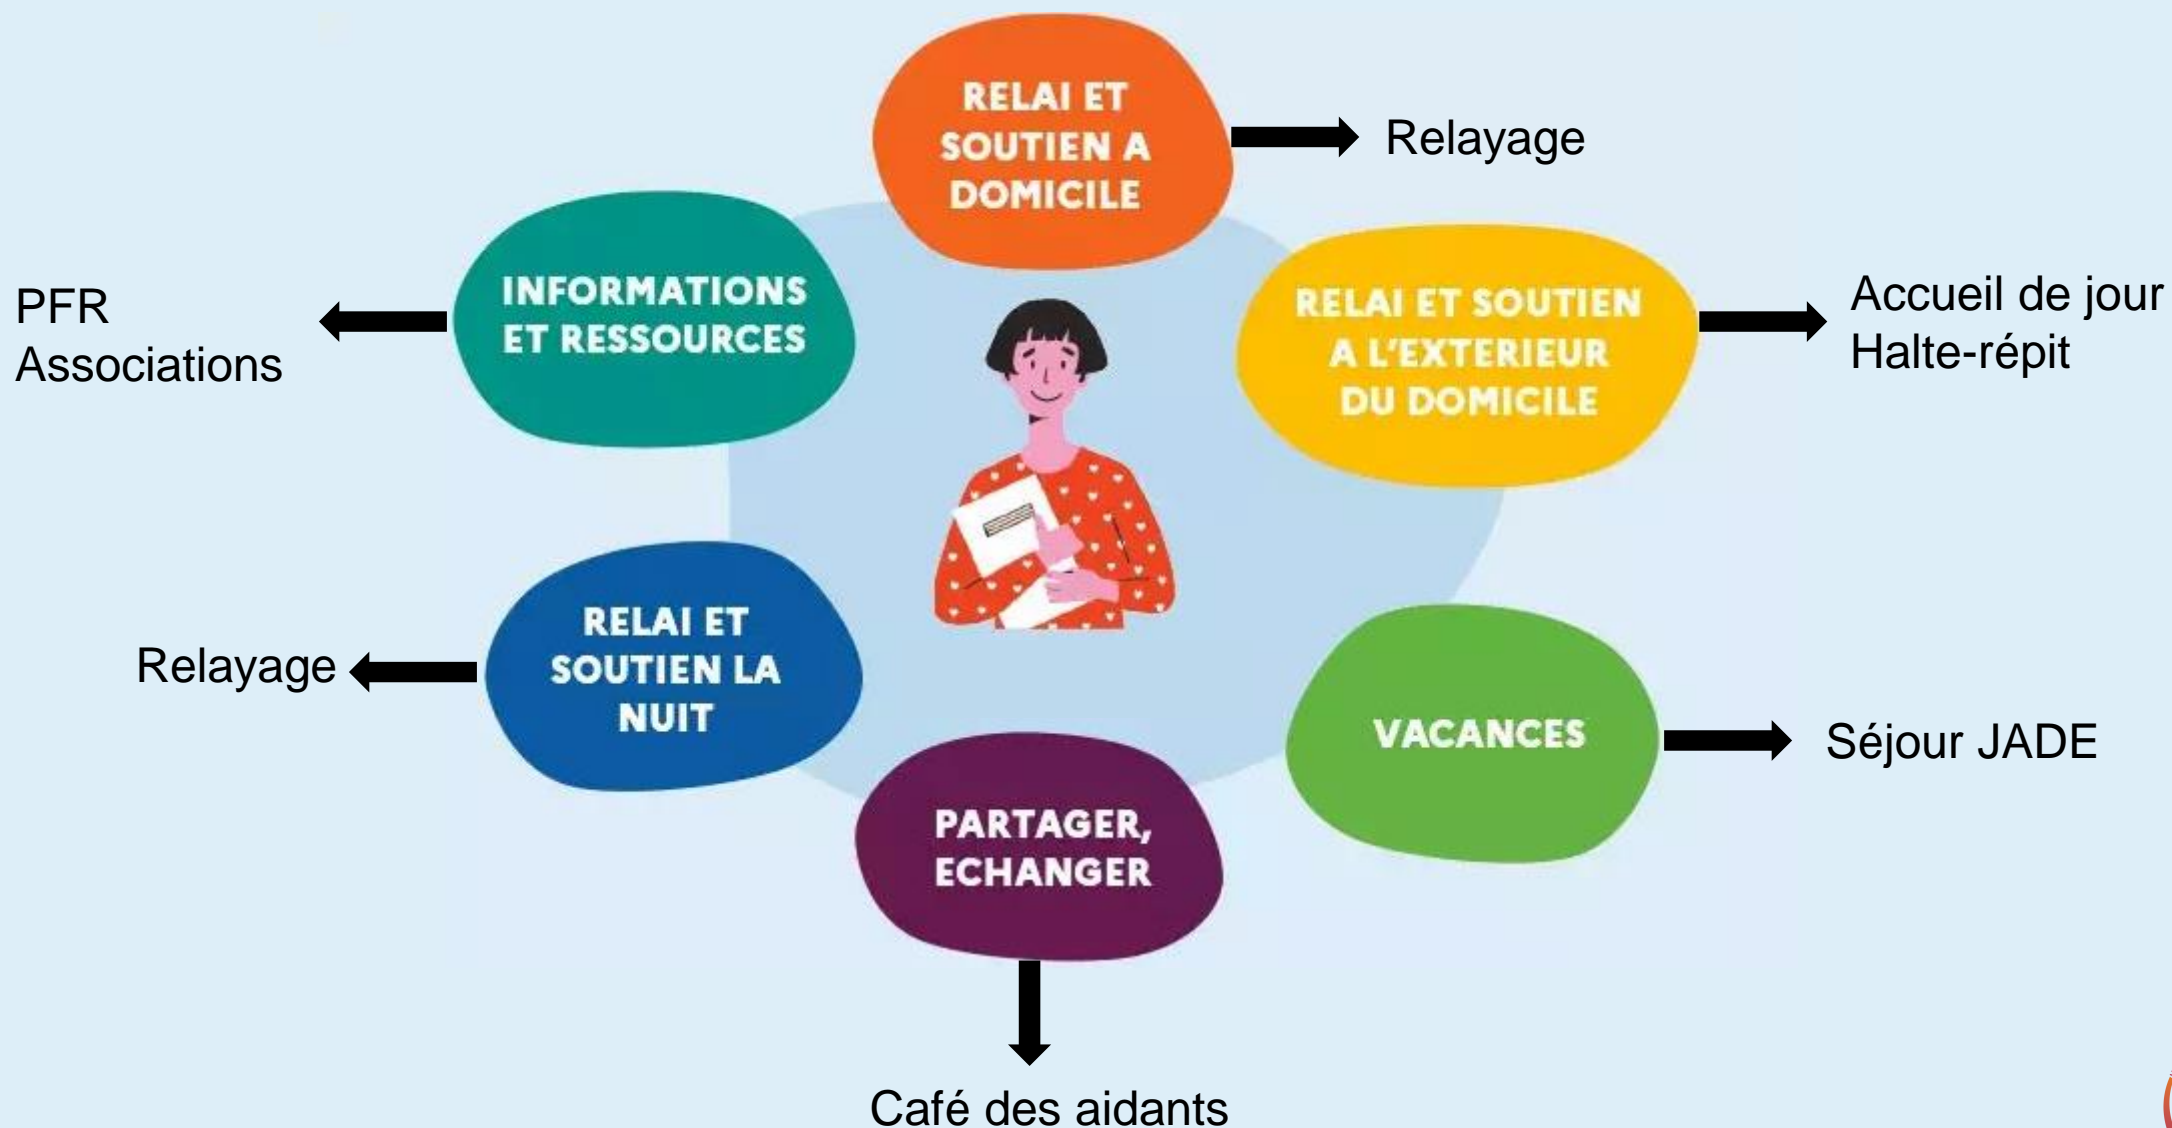 RELAI ET
SOUTIEN A
DOMICILE
Relayage
RELAI ET SOUTIEN
A L'EXTERIEUR
DU DOMICILE
Accueil de jour
Halte-répit
VACANCES
Séjour JADE
PARTAGER,
ECHANGER
Café des aidants
RELAI ET
SOUTIEN LA
NUIT
Relayage
INFORMATIONS
ET RESSOURCES
PFR
Associations